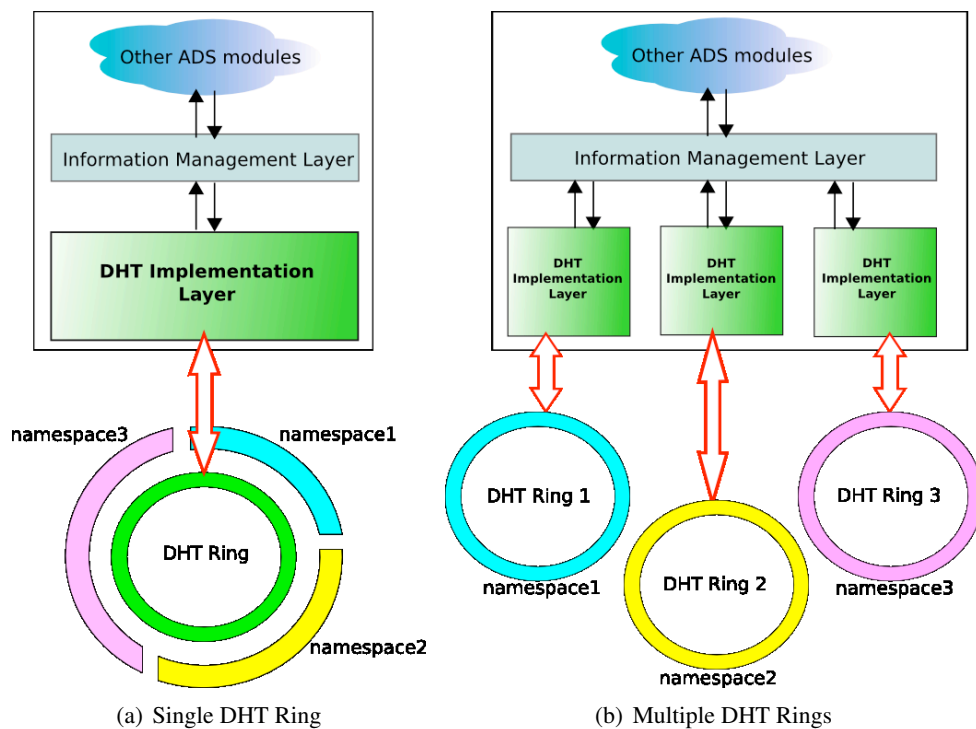 Other ADS modules
Information Management Layer
DHT Implementation
Layer
namespace3
namespace1
DHT Ring
namespace2
(a) Single DHT Ring
Other ADS modules
Information Management Layer
DHT
Implementation
Layer
DHT
Implementation
Layer
DHT
Implementation
Layer
DHT Ring 1
namespace1
DHT Ring 2
namespace2
DHT Ring 3
namespace3
(b) Multiple DHT Rings